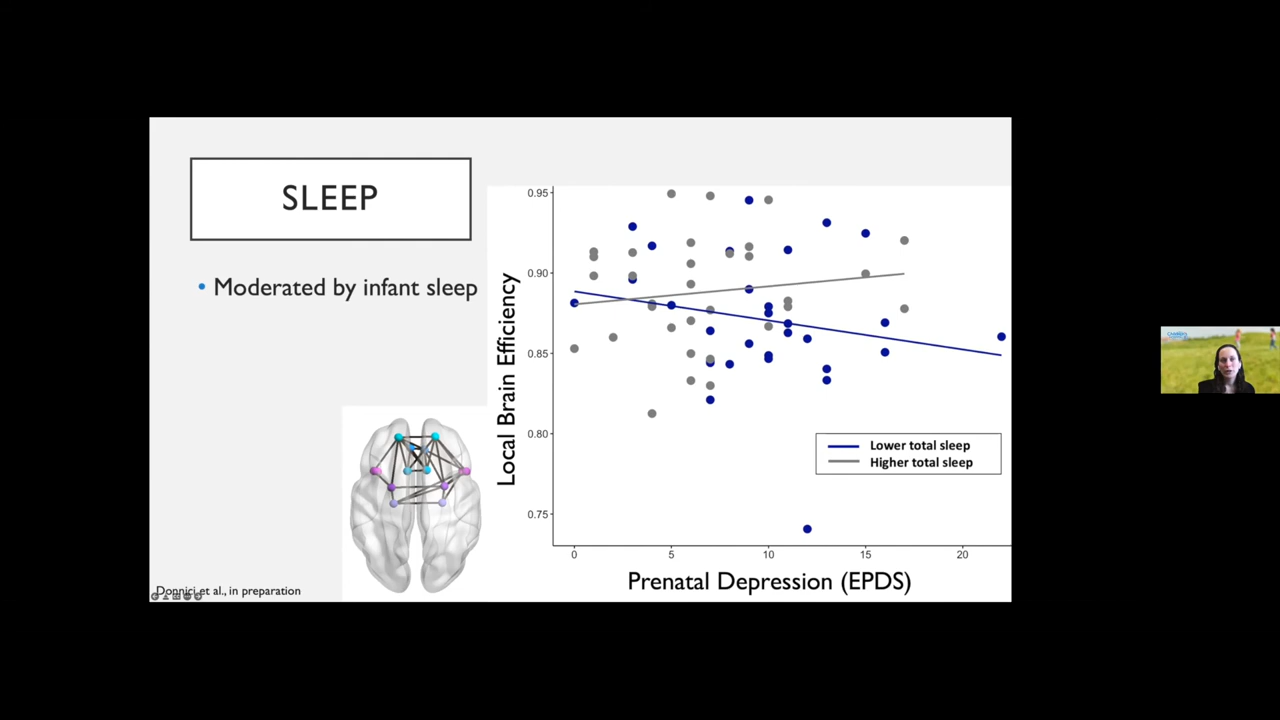 SLEEP
• Moderated by infant sleep
Local Brain Efficiency
0.95
0.90
0.85
0.80
0.75
0
5
10
15
20
Prenatal Depression (EPDS)
Lower total sleep
Higher total sleep
Donnici et al., in preparation